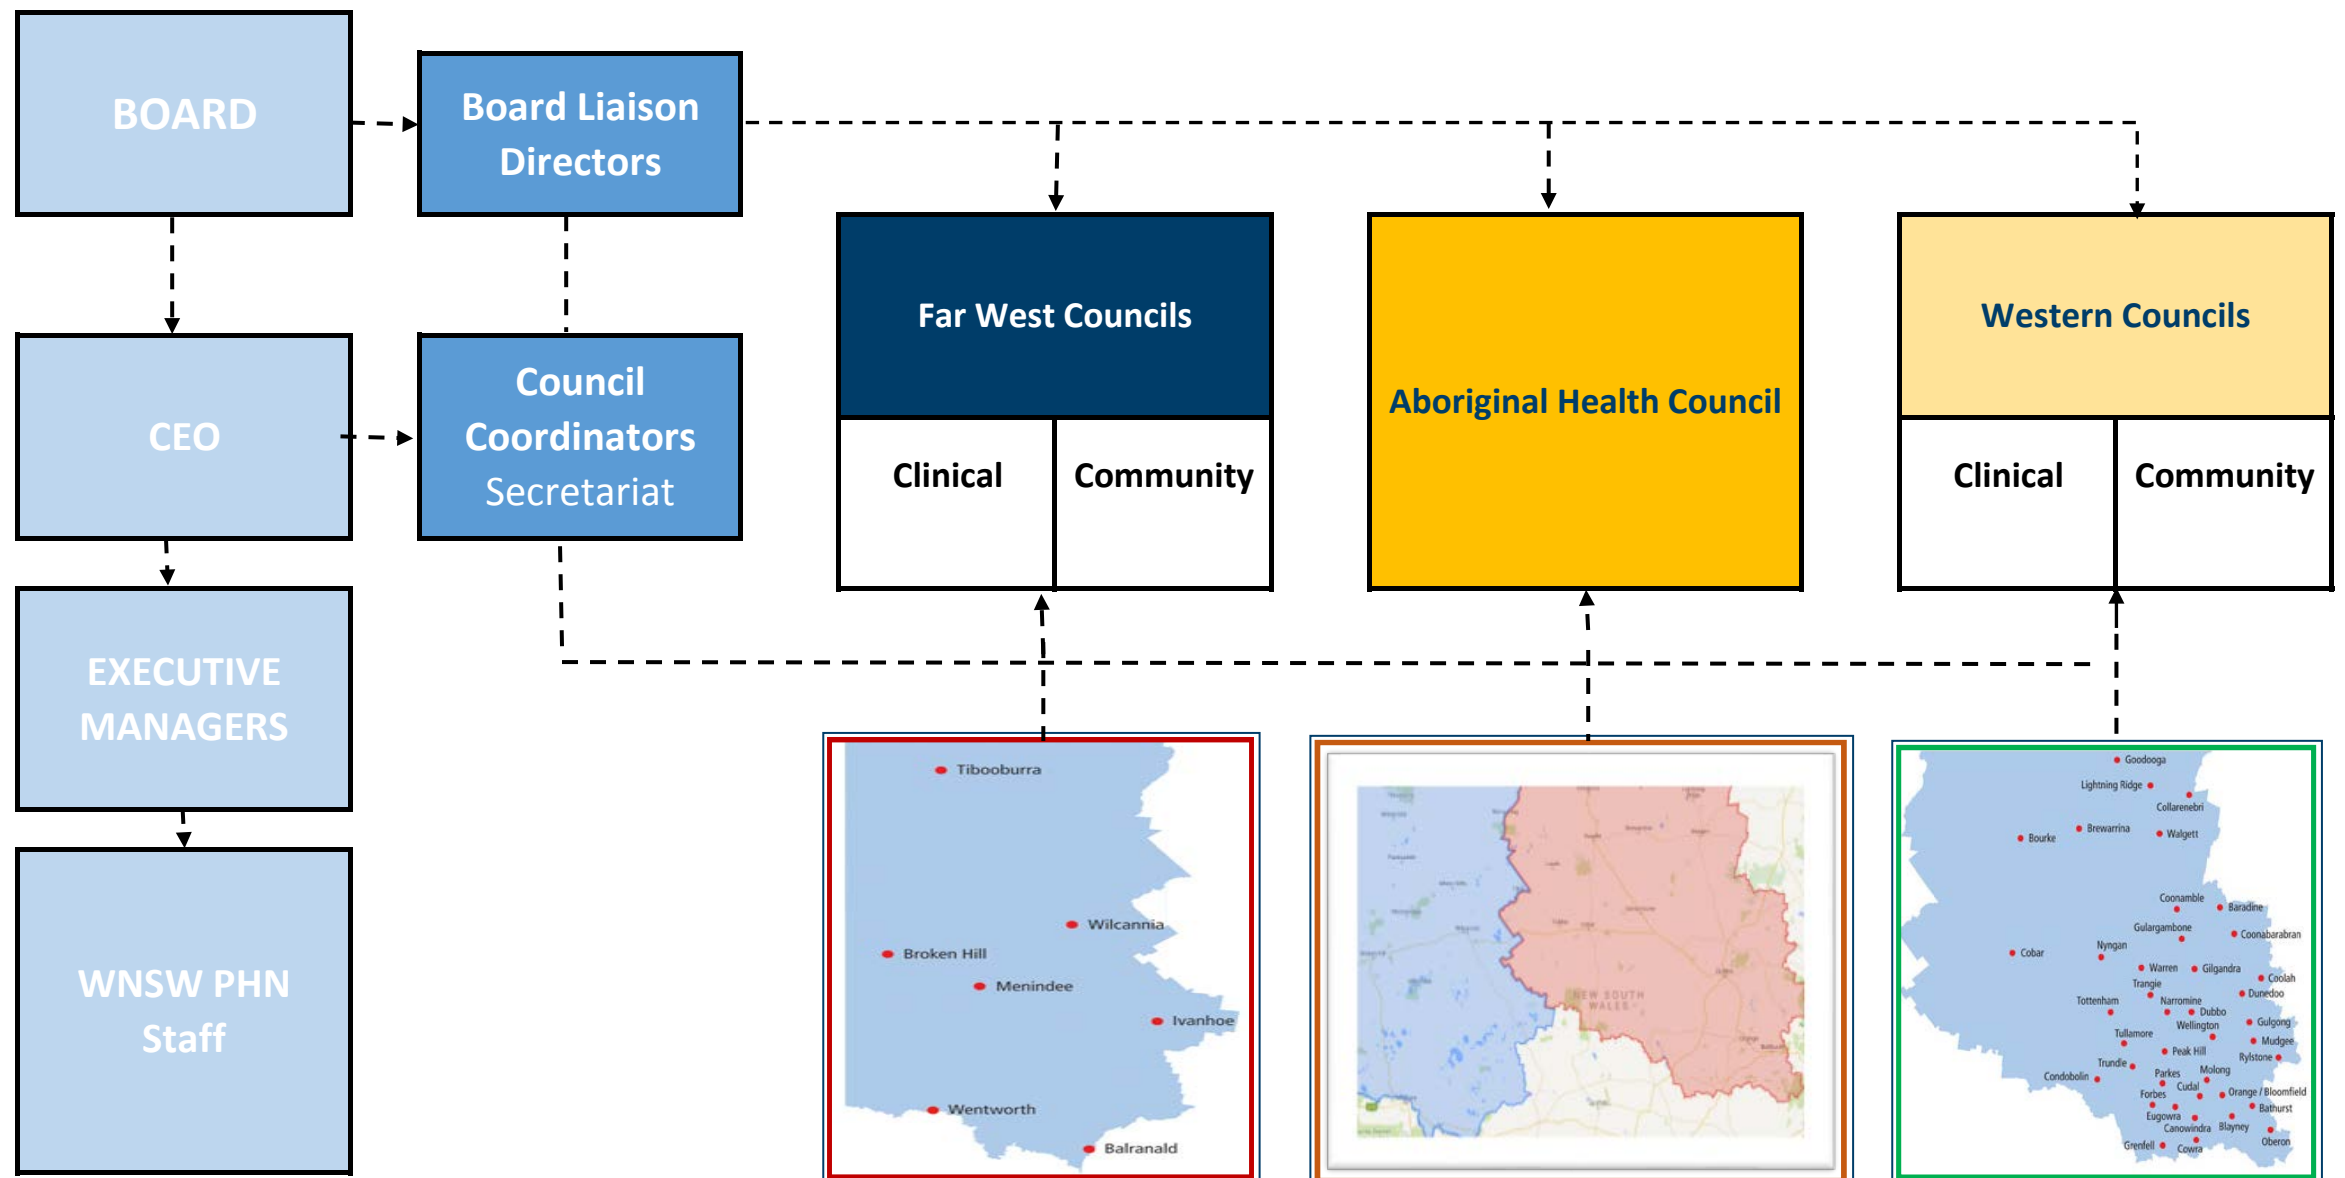 BOARD
Board Liaison
Directors
CEO
Council
Coordinators
Secretariat
EXECUTIVE
MANAGERS
WNSW PHN
Staff
Far West Councils
Clinical
Community
Aboriginal Health Council
Western Councils
Clinical
Community
Tibooburra
Wilcannia
Broken Hill
Menindee
Ivanhoe
Wentworth
Balranald
NEW SOUTH
WALES
Goodooga
Lightning Ridge
Collarenebri
Brewarrina
Bourke
Walgett
Coonamble
Baradine
Gulargambone
Coonabarabran
Nyngan
Cobar
Warren
Gilgandra
Coolah
Trangie
Dunedoo
Tottenham
Narromine
Dubbo
Gulgong
Wellington
Tullamore
Mudgee
Peak Hill
Rylstone
Trundle
Condobolin
Parkes
Molong
Cudal
Forbes
Orange / Bloomfield
Bathurst
Eugowra
Canowindra
Blayney
Grenfell
Cowra
Oberon